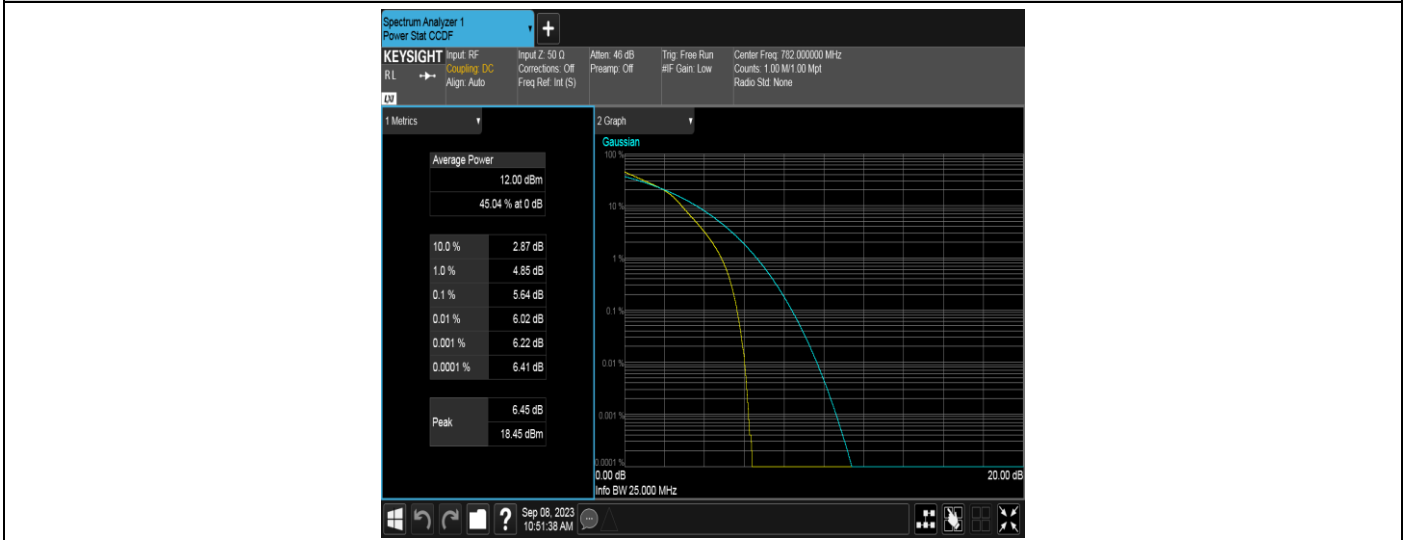 Spectrum Analyzer 1
Power Stat CCDF
+
KEYSIGHT Input: RF Input Z: 50 Ω Atten: 46 dB Trig: Free Run Center Freq: 782.000000 MHz
RL Coupling: DC Corrections: Off Preamp: Off #IF Gain: Low Counts: 1.00 M/1.00 Mpt
Align: Auto Freq Ref: Int (S) Radio Std: None
LXI
1 Metrics
Average Power
12.00 dBm
45.04 % at 0 dB
10.0 % 2.87 dB
1.0 % 4.85 dB
0.1 % 5.64 dB
0.01 % 6.02 dB
0.001 % 6.22 dB
0.0001 % 6.41 dB
Peak 6.45 dB
18.45 dBm
2 Graph
Gaussian
100 %
10 %
1 %
0.1 %
0.01 %
0.001 %
0.0001 %
0.00 dB 20.00 dB
Info BW 25.000 MHz
? Sep 08, 2023
10:51:38 AM